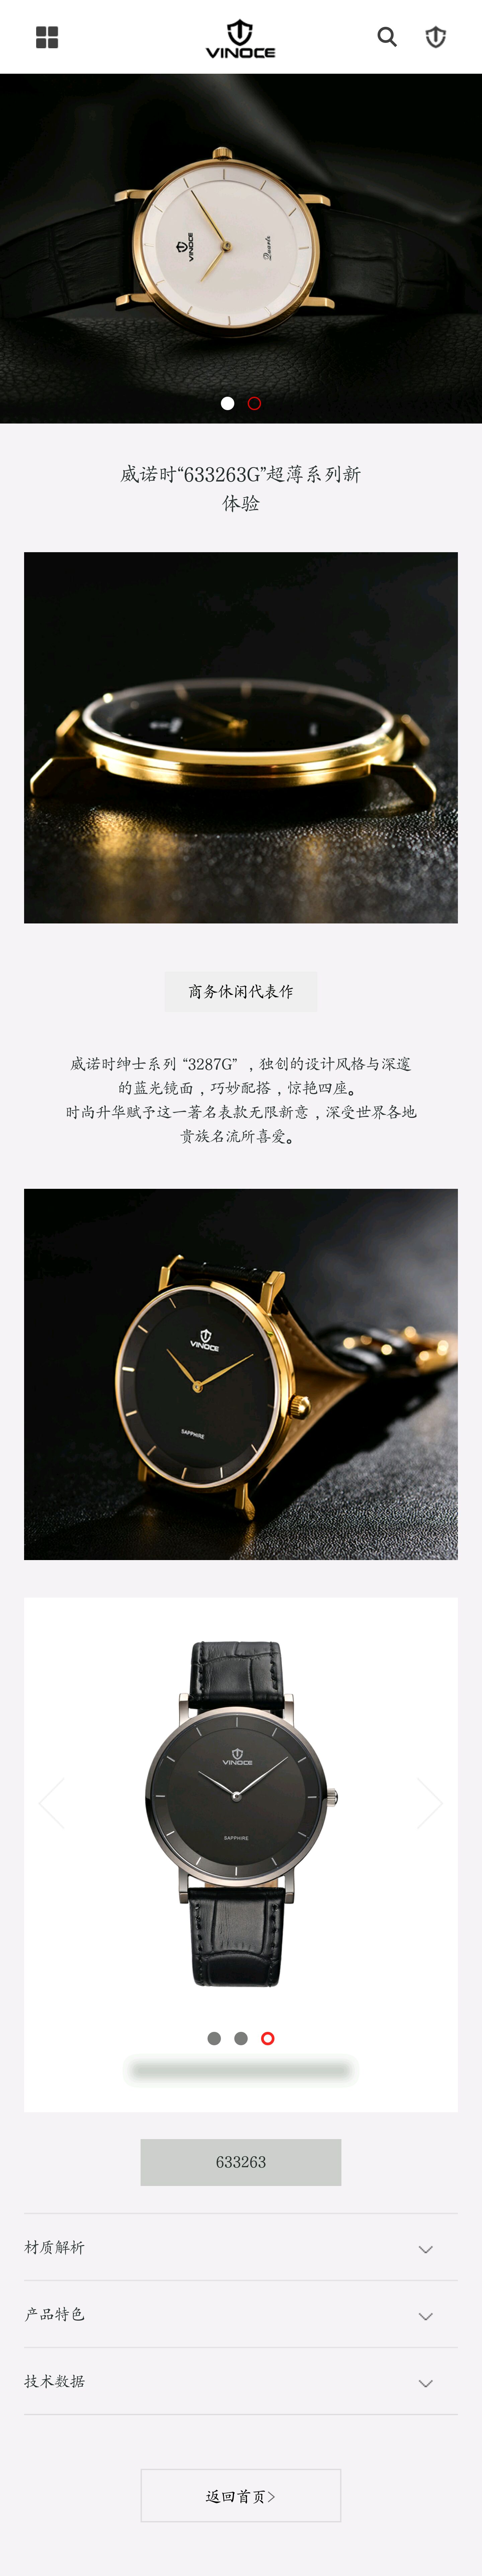 VINOCE
VINOCE
Quartz
威诺时“633263G”超薄系列新
体验
商务休闲代表作
威诺时绅士系列 “3287G” ，独创的设计风格与深邃
的蓝光镜面，巧妙配搭，惊艳四座。
时尚升华赋予这一著名表款无限新意，深受世界各地
贵族名流所喜爱。
VINOCE
SAPPHIRE
VINOCE
SAPPHIRE
633263
材质解析
产品特色
技术数据
返回首页>